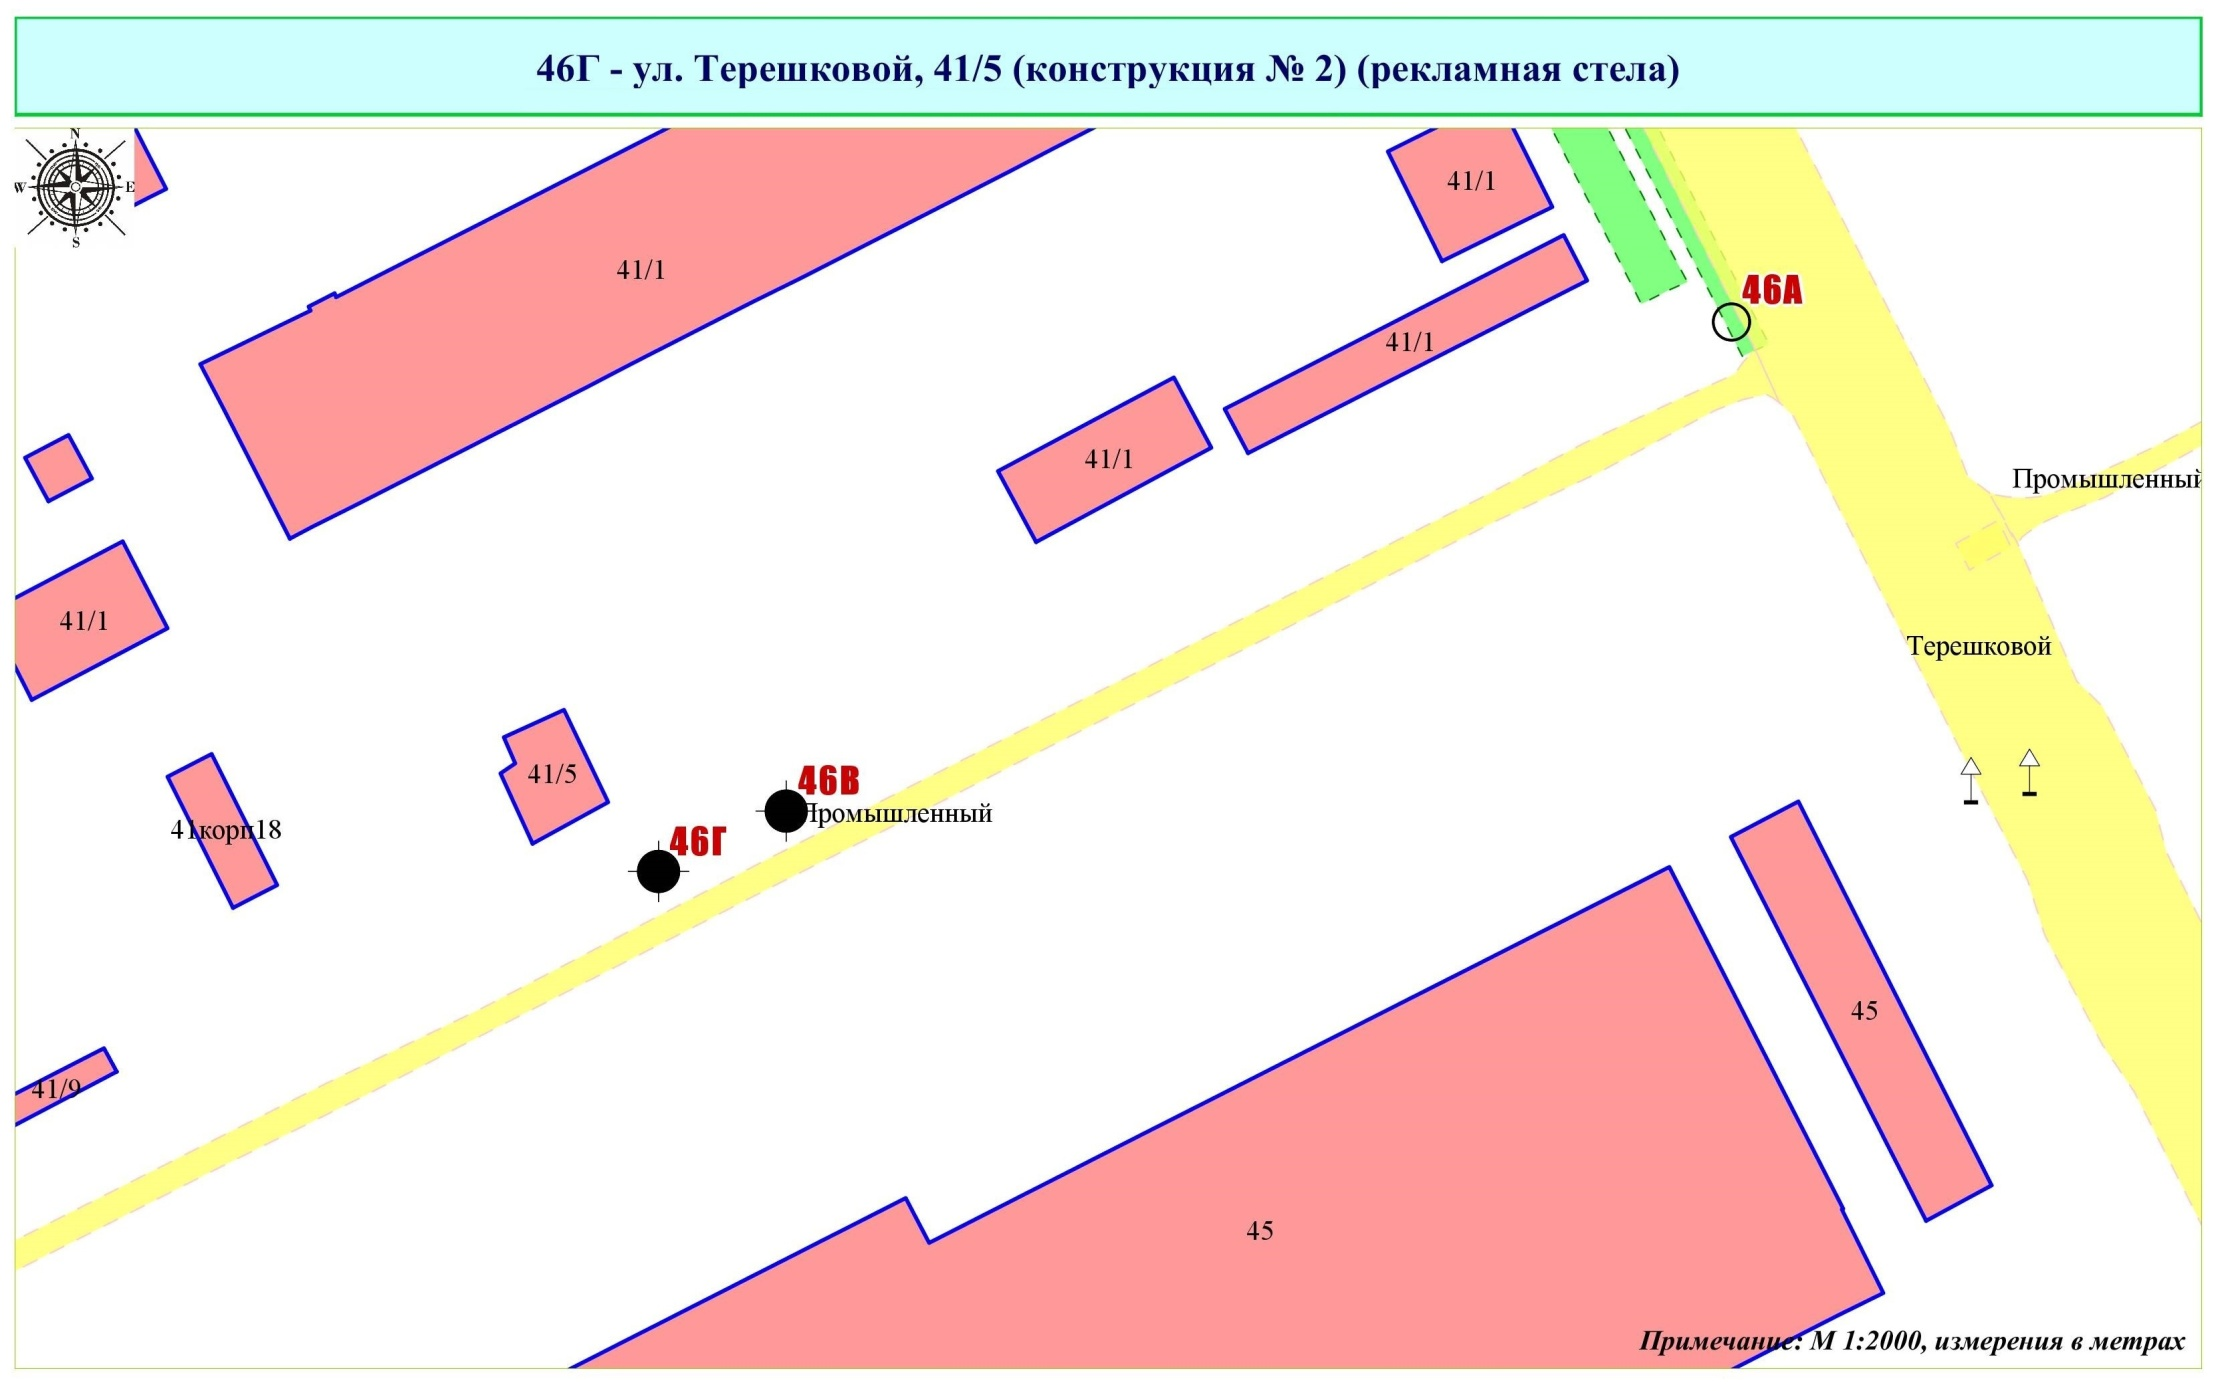 46Г - ул. Терешковой, 41/5 (конструкция № 2) (рекламная стела)
N
W
E
S
41/1
41/1
46А
41/1
41/1
Промышленный
41/1
Терешковой
41/5
46В
Промышленный
41корп18
46Г
45
41/9
45
Примечание: М 1:2000, измерения в метрах